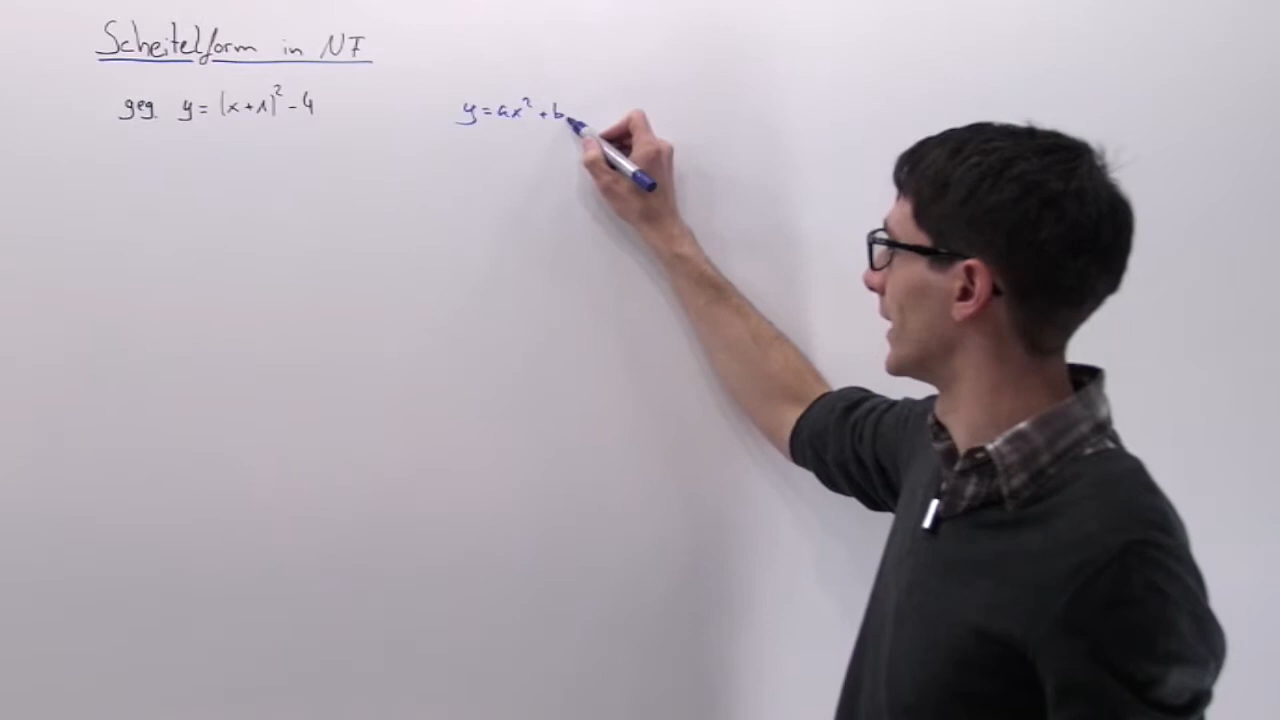 Scheitelform in NF
geg. y = (x+1)² - 4
y = ax² + b